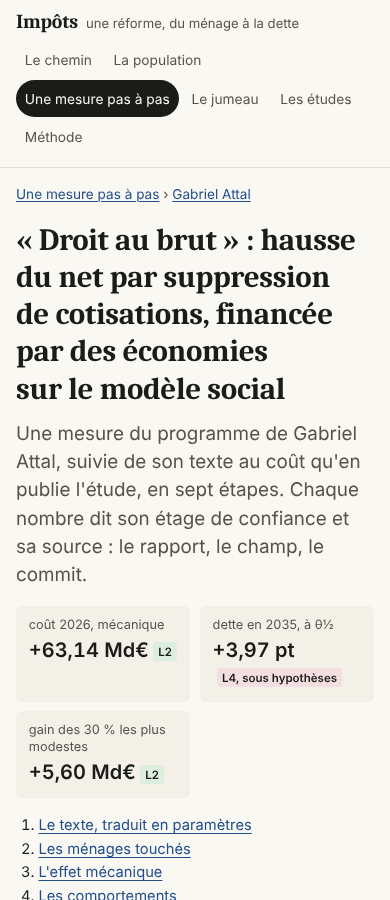 Impôts une réforme, du ménage à la dette
Le chemin La population
Une mesure pas à pas Le jumeau Les études
Méthode
Une mesure pas à pas › Gabriel Attal
« Droit au brut » : hausse
du net par suppression
de cotisations, financée
par des économies
sur le modèle social
Une mesure du programme de Gabriel
Attal, suivie de son texte au coût qu'en
publie l'étude, en sept étapes. Chaque
nombre dit son étage de confiance et
sa source : le rapport, le champ, le
commit.
coût 2026, mécanique
+63,14 Md€ L2
dette en 2035, à θ½
+3,97 pt
L4, sous hypothèses
gain des 30 % les plus
modestes
+5,60 Md€ L2
1. Le texte, traduit en paramètres
2. Les ménages touchés
3. L'effet mécanique
4. Les comportements